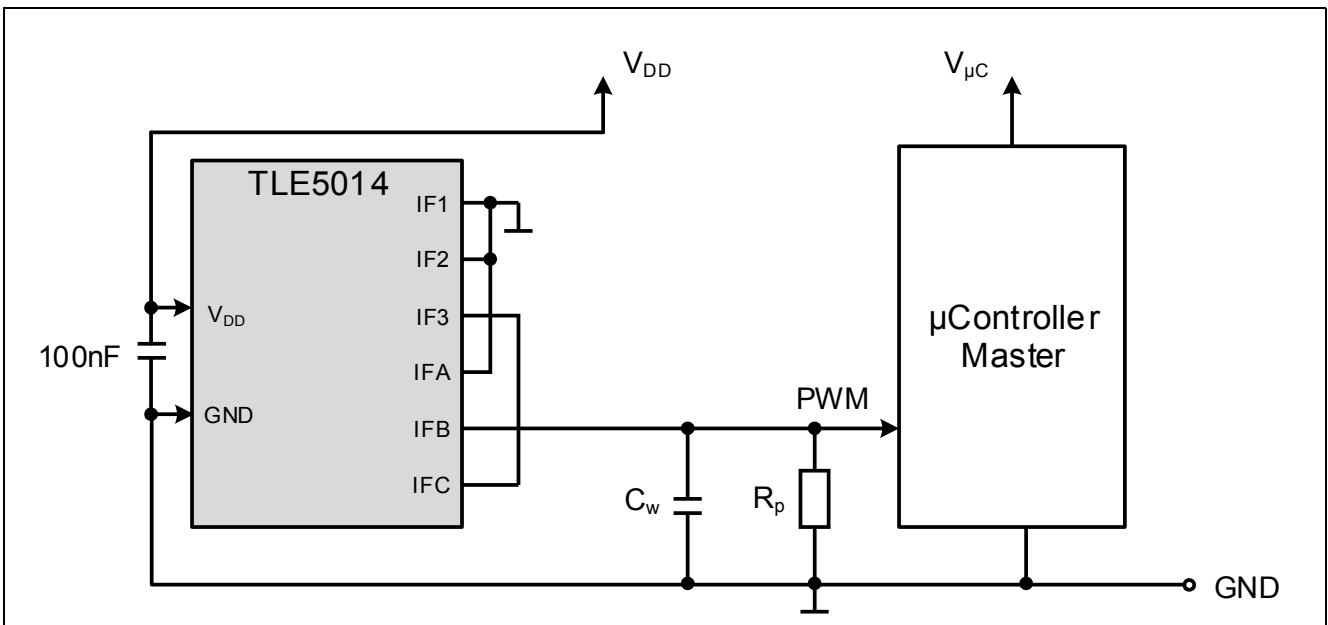 V_DD
V_µC
TLE5014
IF1
IF2
IF3
V_DD
100nF
IFA
GND
IFB
IFC
PWM
µController
Master
C_w
R_p
GND